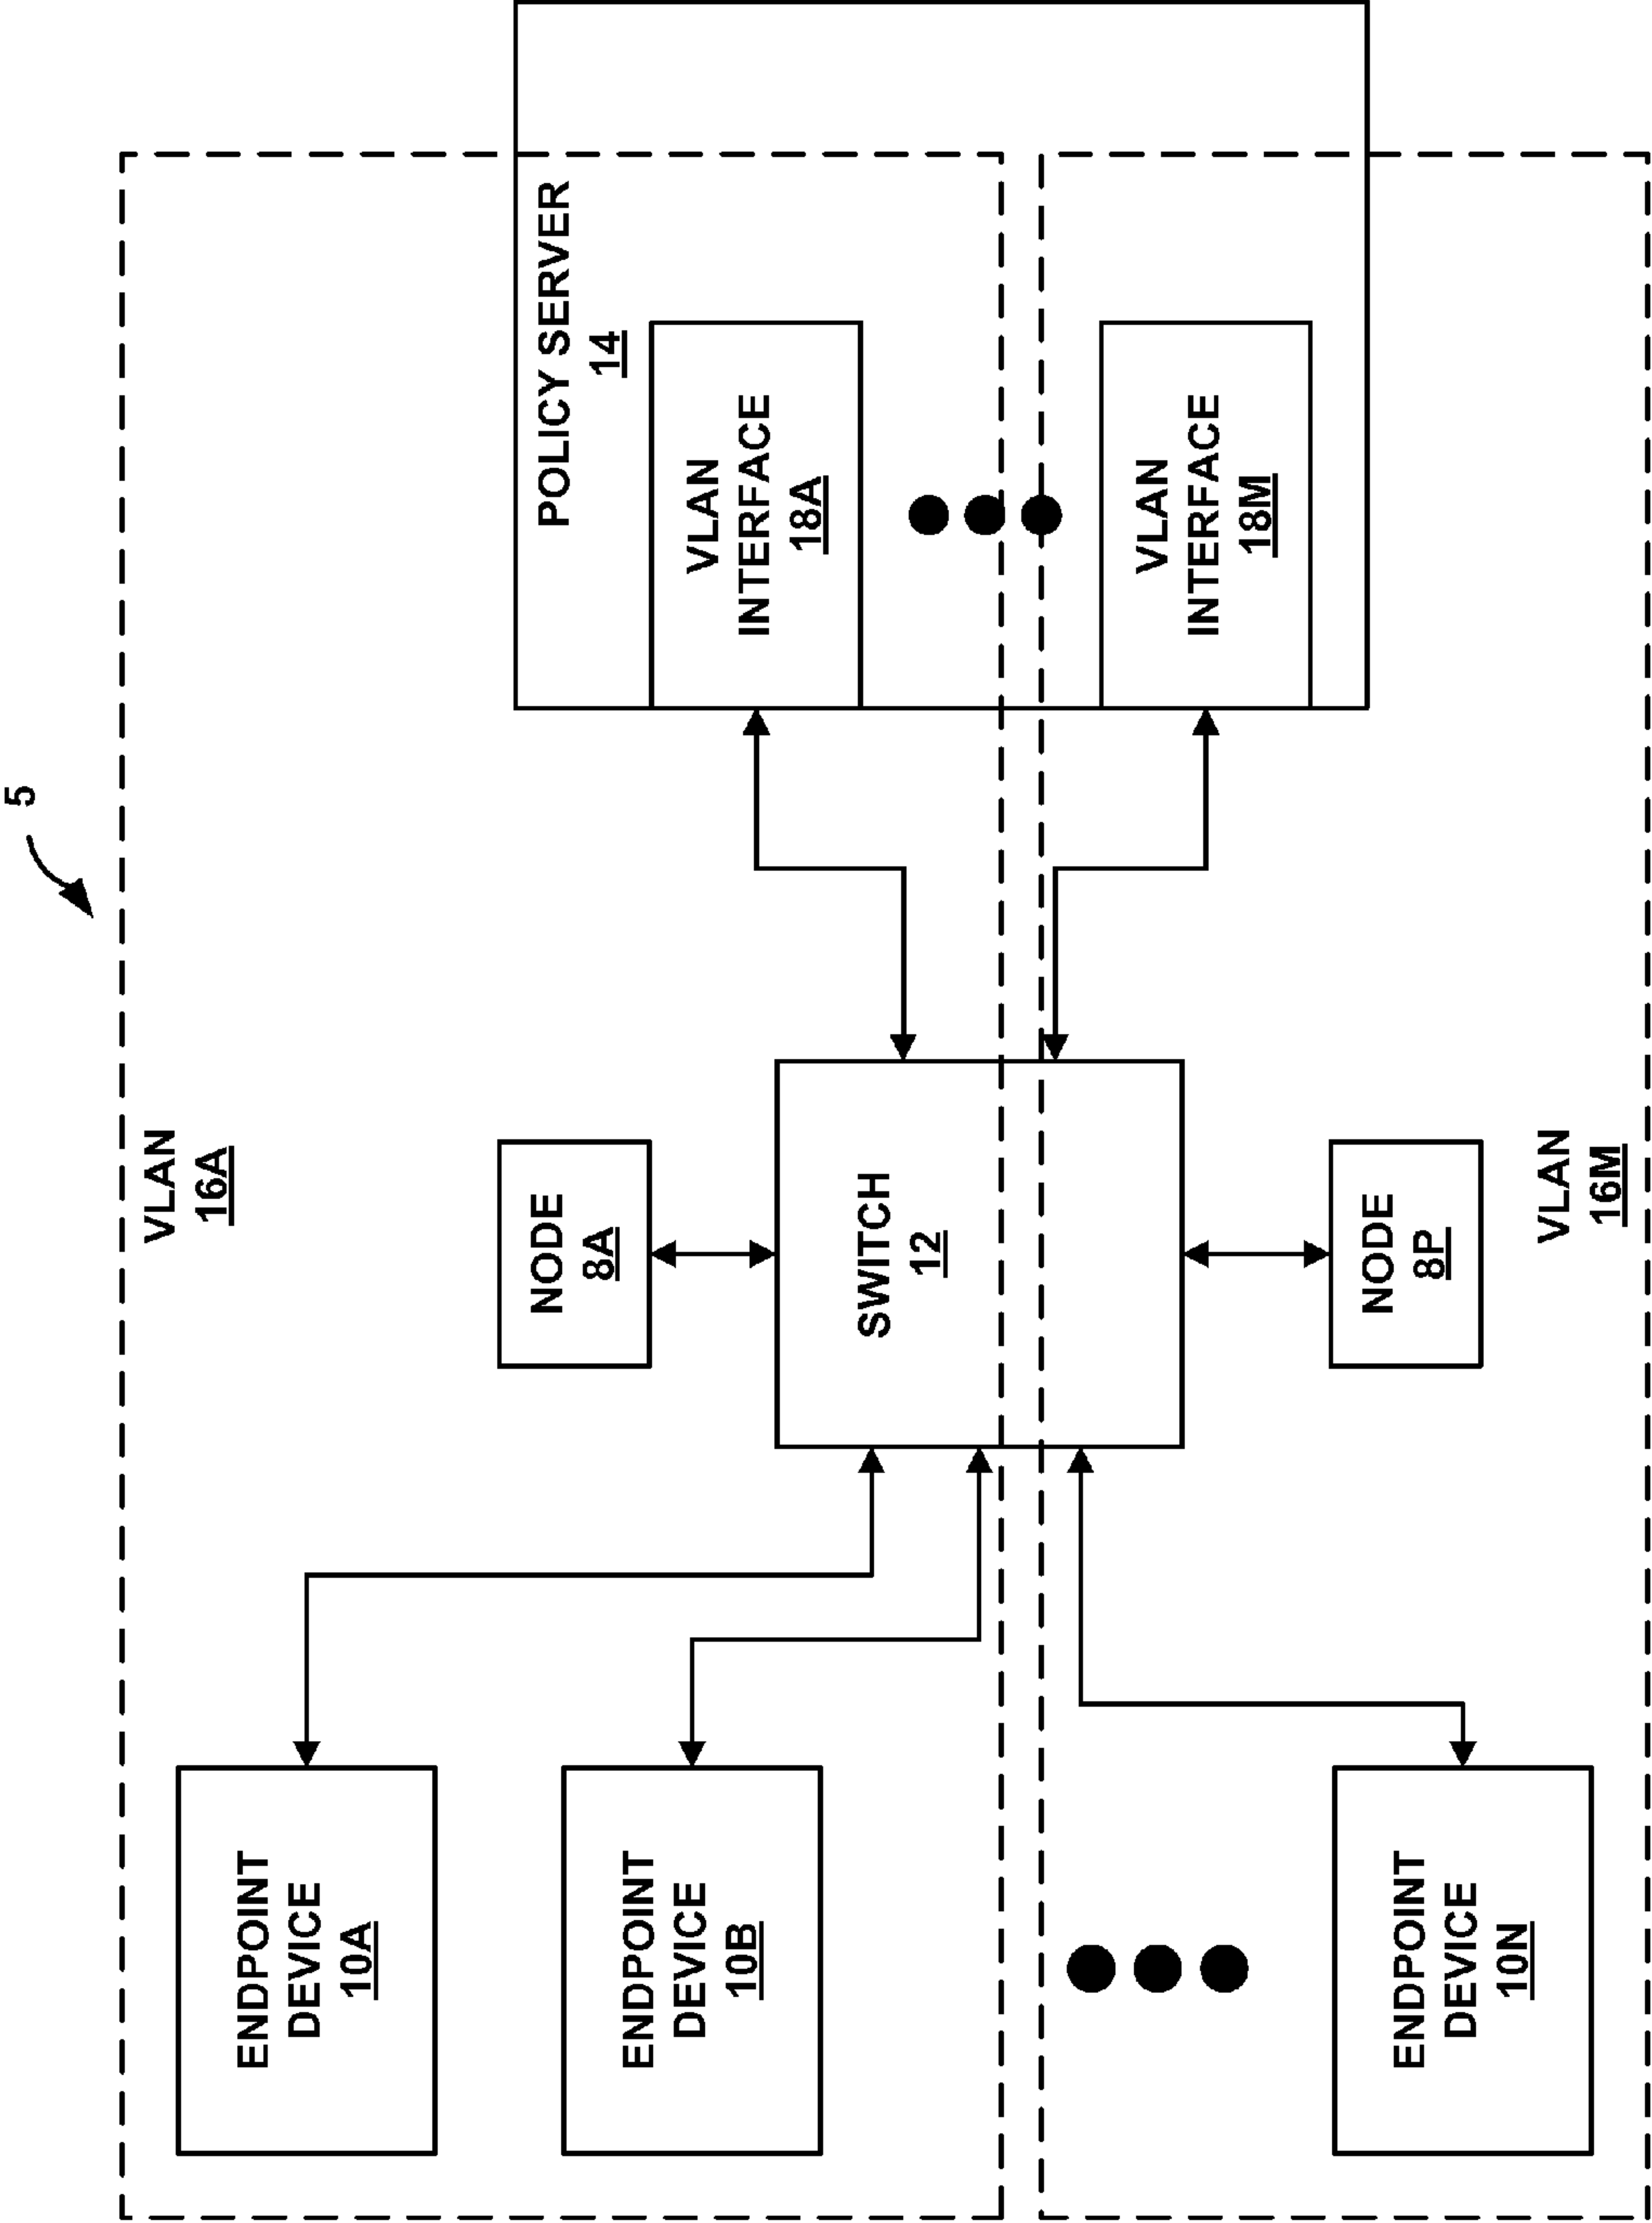 5
VLAN
16A
ENDPOINT
DEVICE
10A
ENDPOINT
DEVICE
10B
ENDPOINT
DEVICE
10N
NODE
8A
SWITCH
12
NODE
8P
POLICY SERVER
14
VLAN
INTERFACE
18A
VLAN
INTERFACE
18M
VLAN
16M